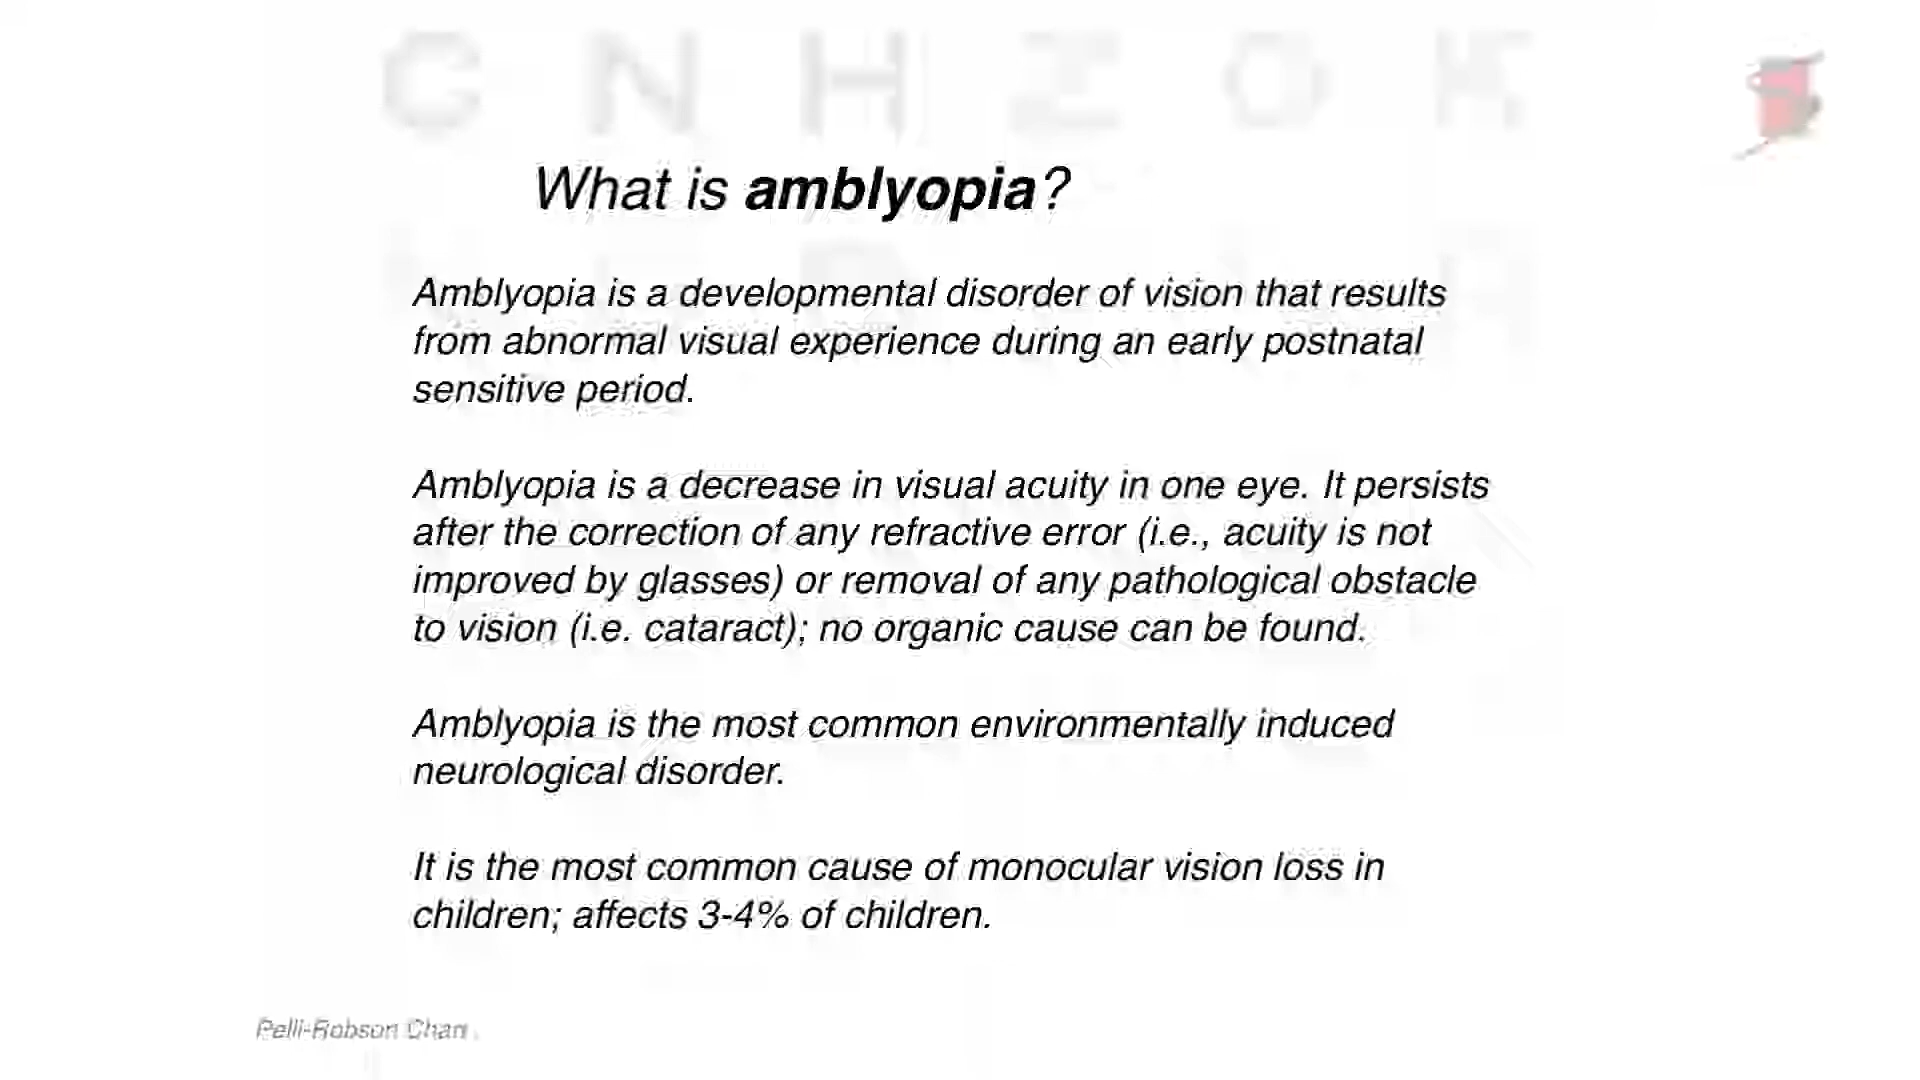 C N H Z O K
What is amblyopia?
Amblyopia is a developmental disorder of vision that results
from abnormal visual experience during an early postnatal
sensitive period.
Amblyopia is a decrease in visual acuity in one eye. It persists
after the correction of any refractive error (i.e., acuity is not
improved by glasses) or removal of any pathological obstacle
to vision (i.e. cataract); no organic cause can be found.
Amblyopia is the most common environmentally induced
neurological disorder.
It is the most common cause of monocular vision loss in
children; affects 3-4% of children.
Pelli-Robson